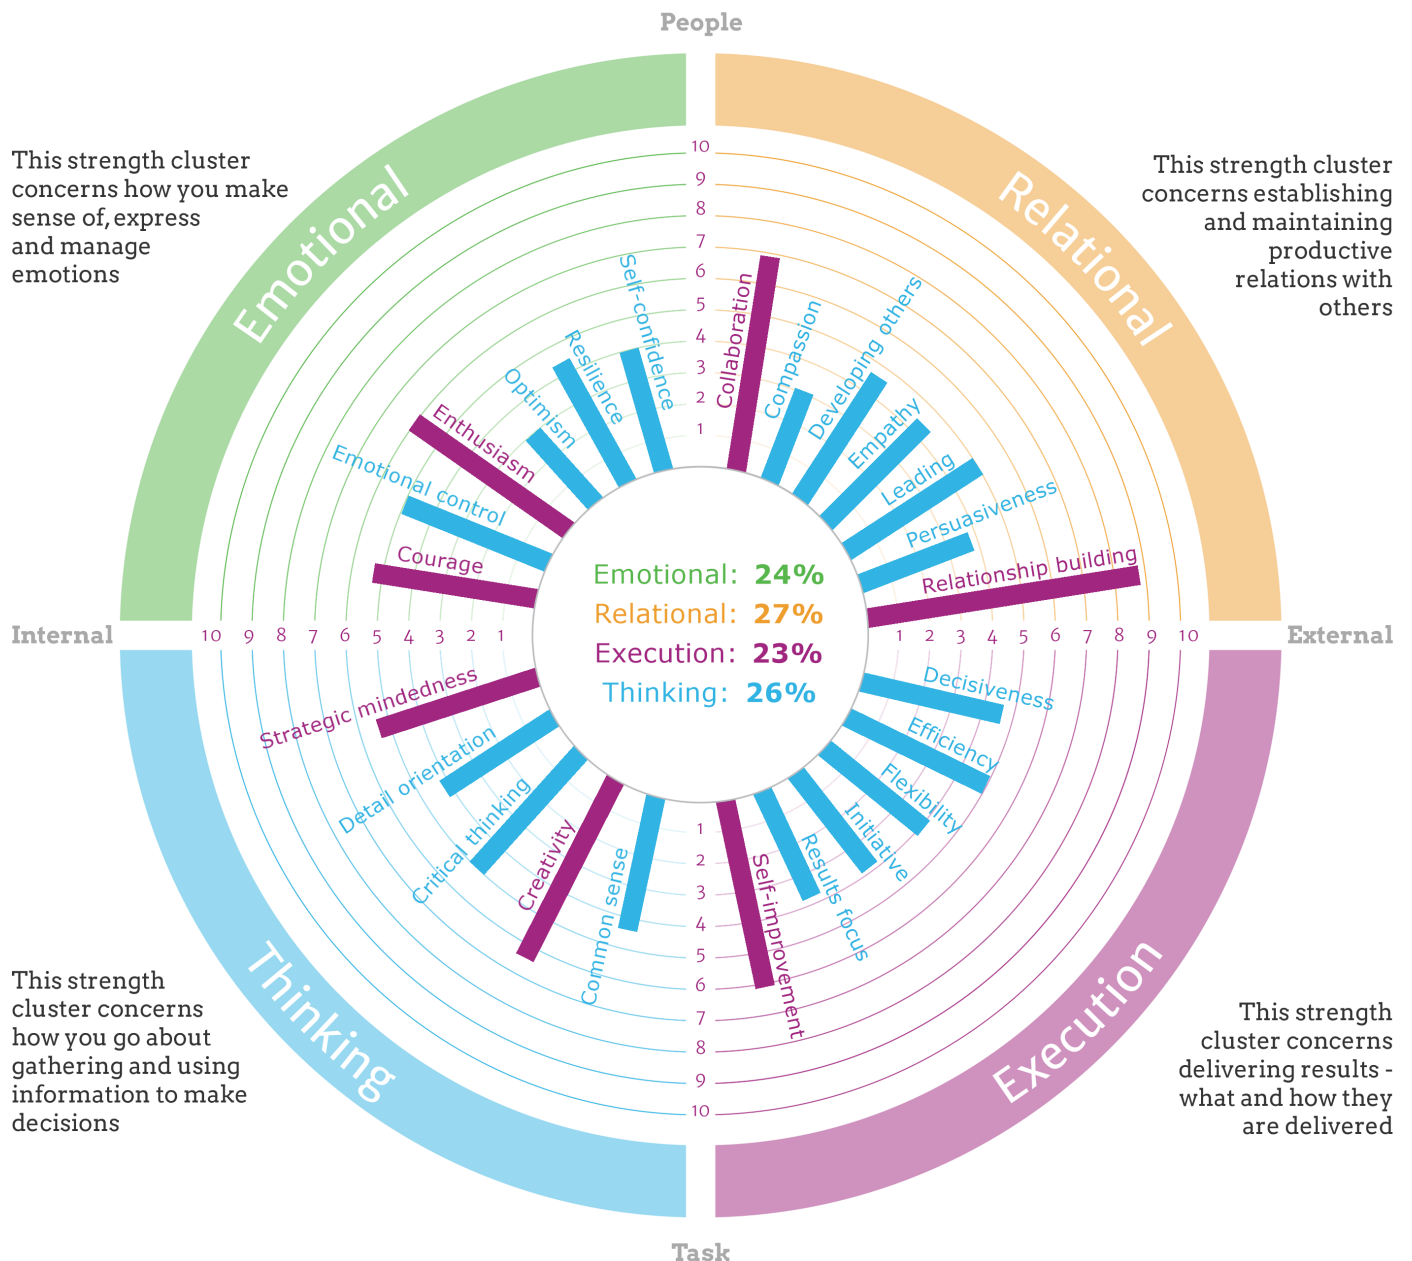 People
This strength cluster
concerns how you make
sense of, express
and manage
emotions
This strength cluster
concerns establishing
and maintaining
productive
relations with
others
Emotional
Relational
10
9
8
7
6
5
4
3
2
1
Self-confidence
Resilience
Optimism
Enthusiasm
Emotional control
Courage
Collaboration
Compassion
Developing others
Empathy
Leading
Persuasiveness
Relationship building
Emotional: 24%
Relational: 27%
Execution: 23%
Thinking: 26%
Internal
10 9 8 7 6 5 4 3 2 1
1 2 3 4 5 6 7 8 9 10
External
Strategic mindedness
Detail orientation
Critical thinking
Creativity
Common sense
Decisiveness
Efficiency
Flexibility
Initiative
Results focus
Self-improvement
1
2
3
4
5
6
7
8
9
10
Thinking
Execution
This strength
cluster concerns
how you go about
gathering and using
information to make
decisions
This strength
cluster concerns
delivering results -
what and how they
are delivered
Task